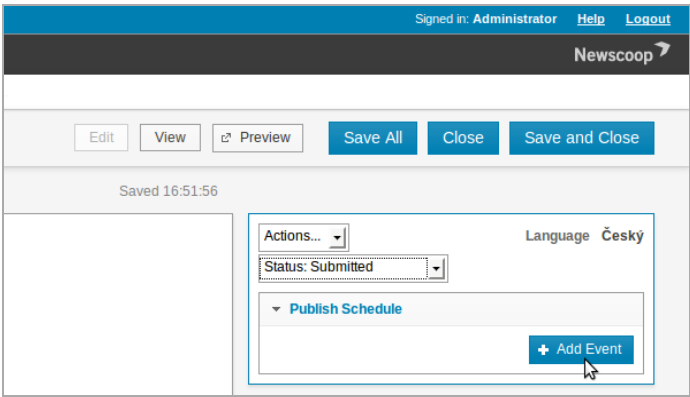 Signed in: Administrator Help Logout
Newscoop
Edit View Preview Save All Close Save and Close
Saved 16:51:56
Actions... Language Český
Status: Submitted
Publish Schedule
Add Event